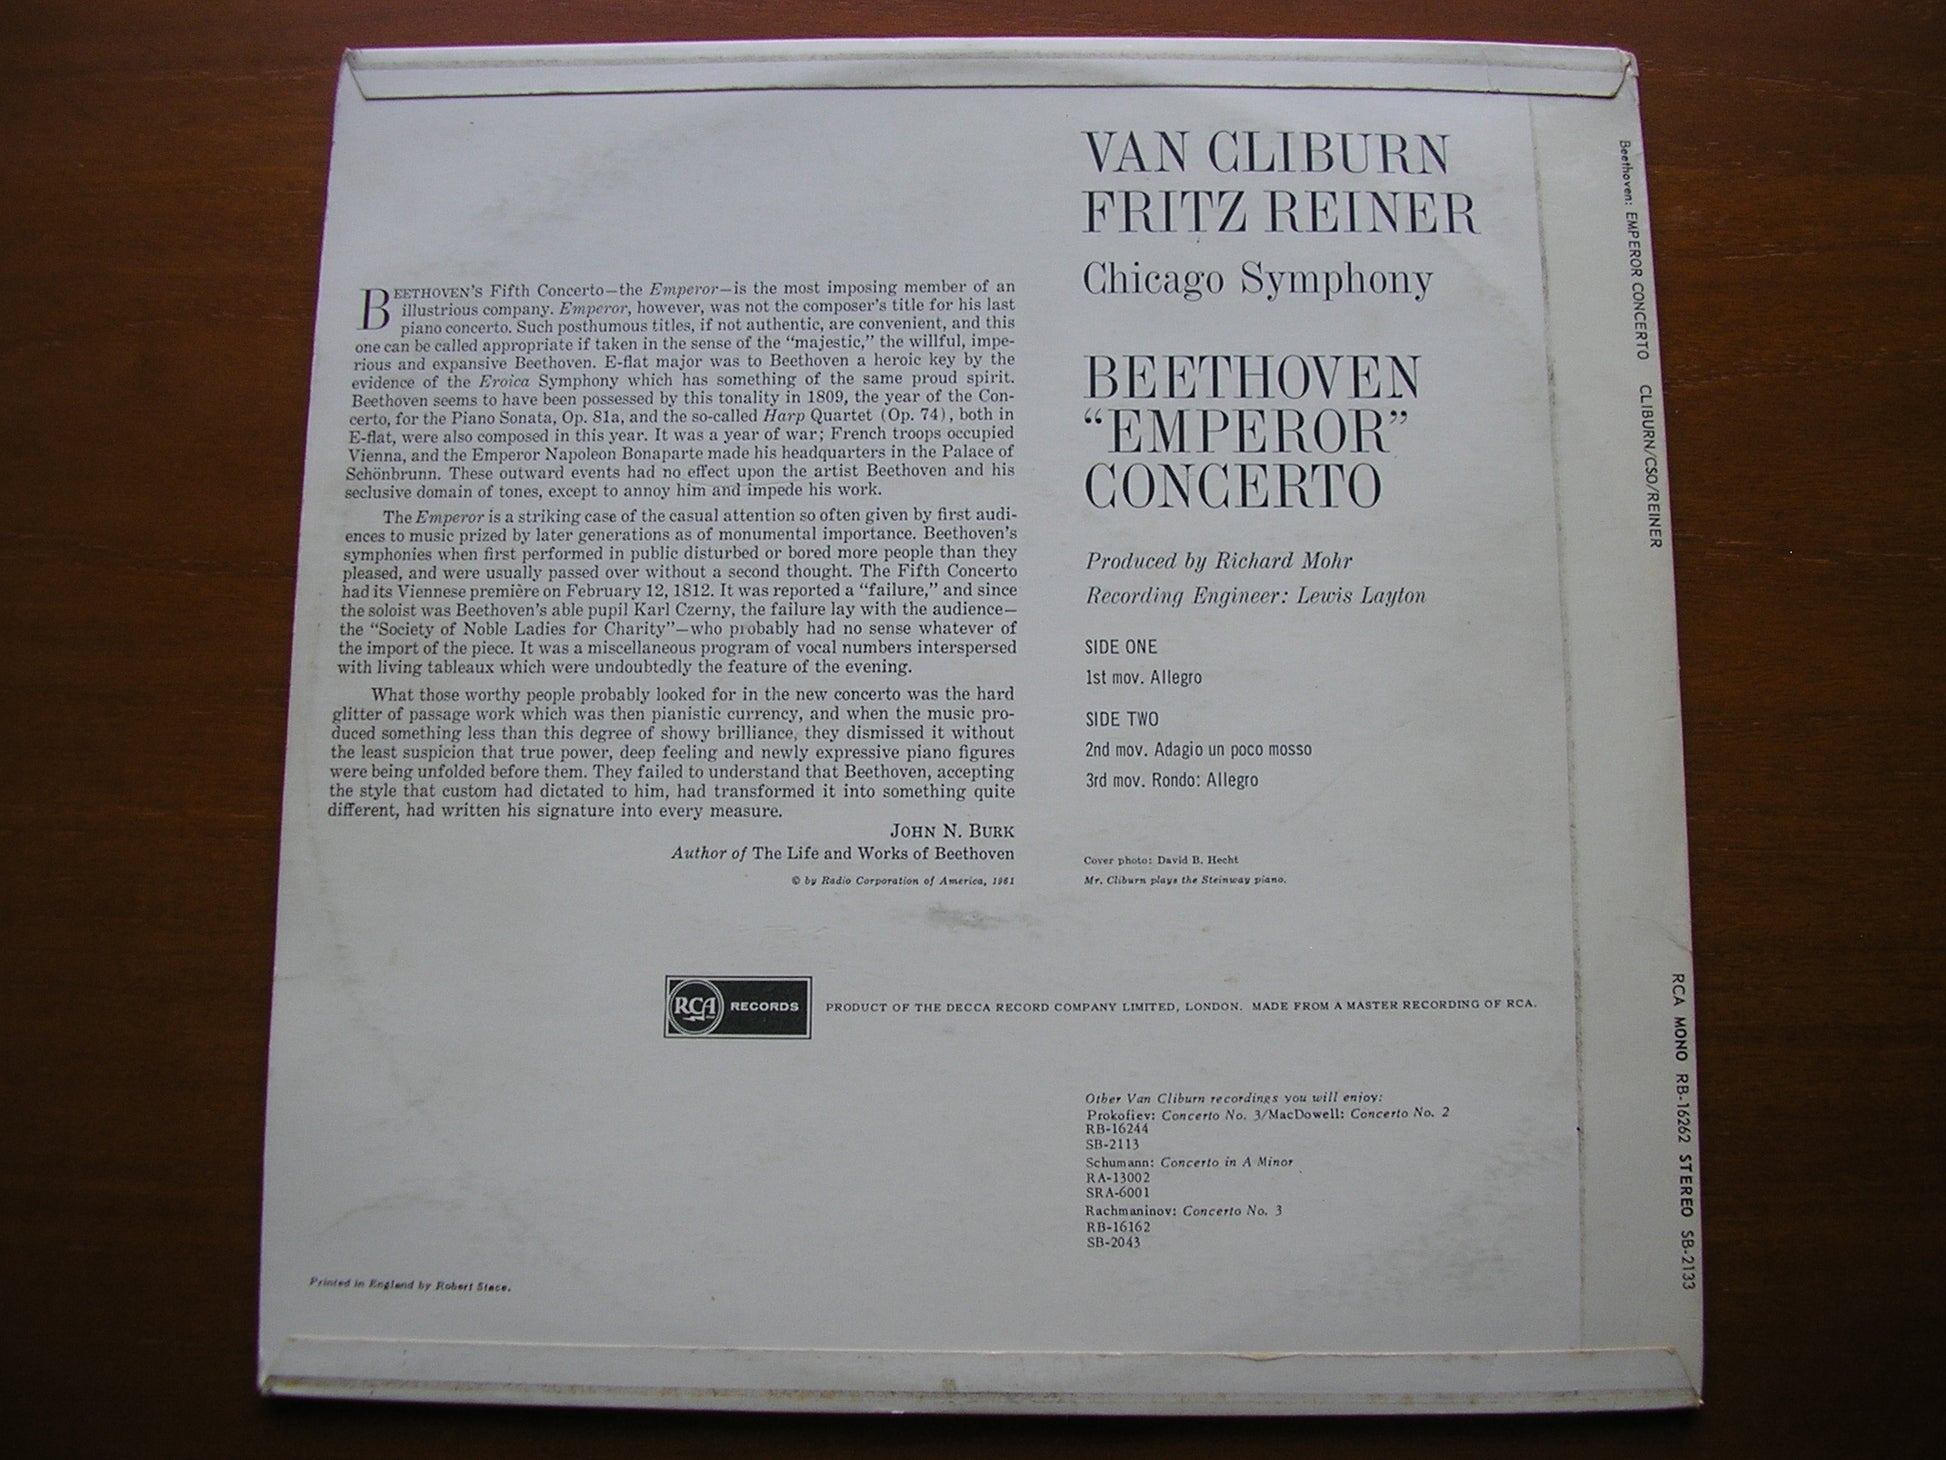 BEETHOVEN'S Fifth Concerto—the Emperor—is the most imposing member of an
illustrious company. Emperor, however, was not the composer's title for his last
piano concerto. Such posthumous titles, if not authentic, are convenient, and this
one can be called appropriate if taken in the sense of the “majestic,” the willful, impe-
rious and expansive Beethoven. E-flat major was to Beethoven a heroic key by the
evidence of the Eroica Symphony which has something of the same proud spirit.
Beethoven seems to have been possessed by this tonality in 1809, the year of the Con-
certo, for the Piano Sonata, Op. 81a, and the so-called Harp Quartet (Op. 74), both in
E-flat, were also composed in this year. It was a year of war; French troops occupied
Vienna, and the Emperor Napoleon Bonaparte made his headquarters in the Palace of
Schönbrunn. These outward events had no effect upon the artist Beethoven and his
seclusive domain of tones, except to annoy him and impede his work.
The Emperor is a striking case of the casual attention so often given by first audi-
ences to music prized by later generations as of monumental importance. Beethoven's
symphonies when first performed in public disturbed or bored more people than they
pleased, and were usually passed over without a second thought. The Fifth Concerto
had its Viennese première on February 12, 1812. It was reported a “failure,” and since
the soloist was Beethoven's able pupil Karl Czerny, the failure lay with the audience—
the “Society of Noble Ladies for Charity”—who probably had no sense whatever of
the import of the piece. It was a miscellaneous program of vocal numbers interspersed
with living tableaux which were undoubtedly the feature of the evening.
What those worthy people probably looked for in the new concerto was the hard
glitter of passage work which was then pianistic currency, and when the music pro-
duced something less than this degree of showy brilliance, they dismissed it without
the least suspicion that true power, deep feeling and newly expressive piano figures
were being unfolded before them. They failed to understand that Beethoven, accepting
the style that custom had dictated to him, had transformed it into something quite
different, had written his signature into every measure.
JOHN N. BURK
Author of The Life and Works of Beethoven
© by Radio Corporation of America, 1961
VAN CLIBURN
FRITZ REINER
Chicago Symphony
BEETHOVEN
“EMPEROR”
CONCERTO
Produced by Richard Mohr
Recording Engineer: Lewis Layton
SIDE ONE
1st mov. Allegro
SIDE TWO
2nd mov. Adagio un poco mosso
3rd mov. Rondo: Allegro
Cover photo: David B. Hecht
Mr. Cliburn plays the Steinway piano.
RCA RECORDS
PRODUCT OF THE DECCA RECORD COMPANY LIMITED, LONDON. MADE FROM A MASTER RECORDING OF RCA.
Other Van Cliburn recordings you will enjoy:
Prokofiev: Concerto No. 3/MacDowell: Concerto No. 2
RB-16244
SB-2113
Schumann: Concerto in A Minor
RA-13002
SRA-6001
Rachmaninov: Concerto No. 3
RB-16162
SB-2043
Printed in England by Robert Stace.
Beethoven: EMPEROR CONCERTO CLIBURN/CSO/REINER
RCA MONO RB-16262 STEREO SB-2133